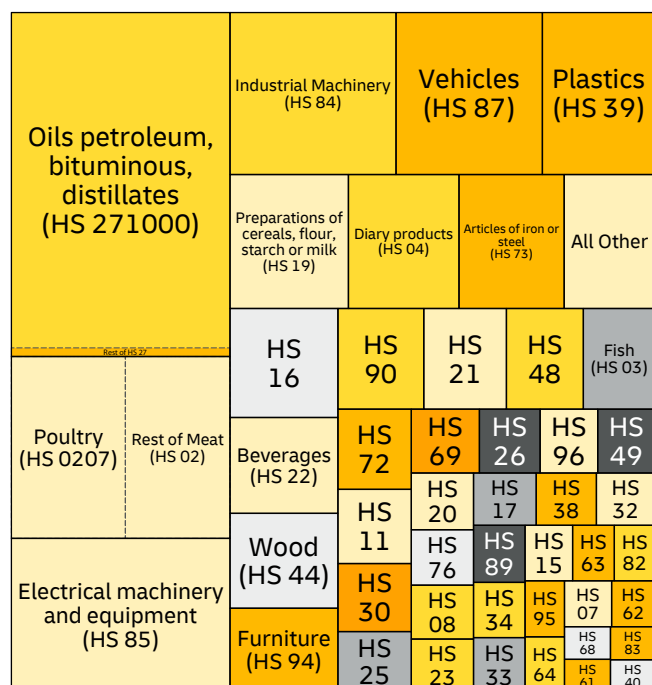 Oils petroleum,
bituminous,
distillates
(HS 271000)
Rest of HS 27
Poultry
(HS 0207)
Rest of Meat
(HS 02)
Electrical machinery
and equipment
(HS 85)
Industrial Machinery
(HS 84)
Vehicles
(HS 87)
Plastics
(HS 39)
Preparations of
cereals, flour,
starch or milk
(HS 19)
Diary products
(HS 04)
Articles of iron or
steel
(HS 73)
All Other
HS
16
HS
90
HS
21
HS
48
Fish
(HS 03)
Beverages
(HS 22)
Wood
(HS 44)
Furniture
(HS 94)
HS
72
HS
69
HS
26
HS
96
HS
49
HS
11
HS
20
HS
17
HS
38
HS
32
HS
76
HS
89
HS
15
HS
63
HS
82
HS
30
HS
08
HS
34
HS
95
HS
07
HS
62
HS
25
HS
23
HS
33
HS
64
HS
68
HS
83
HS
61
HS
40